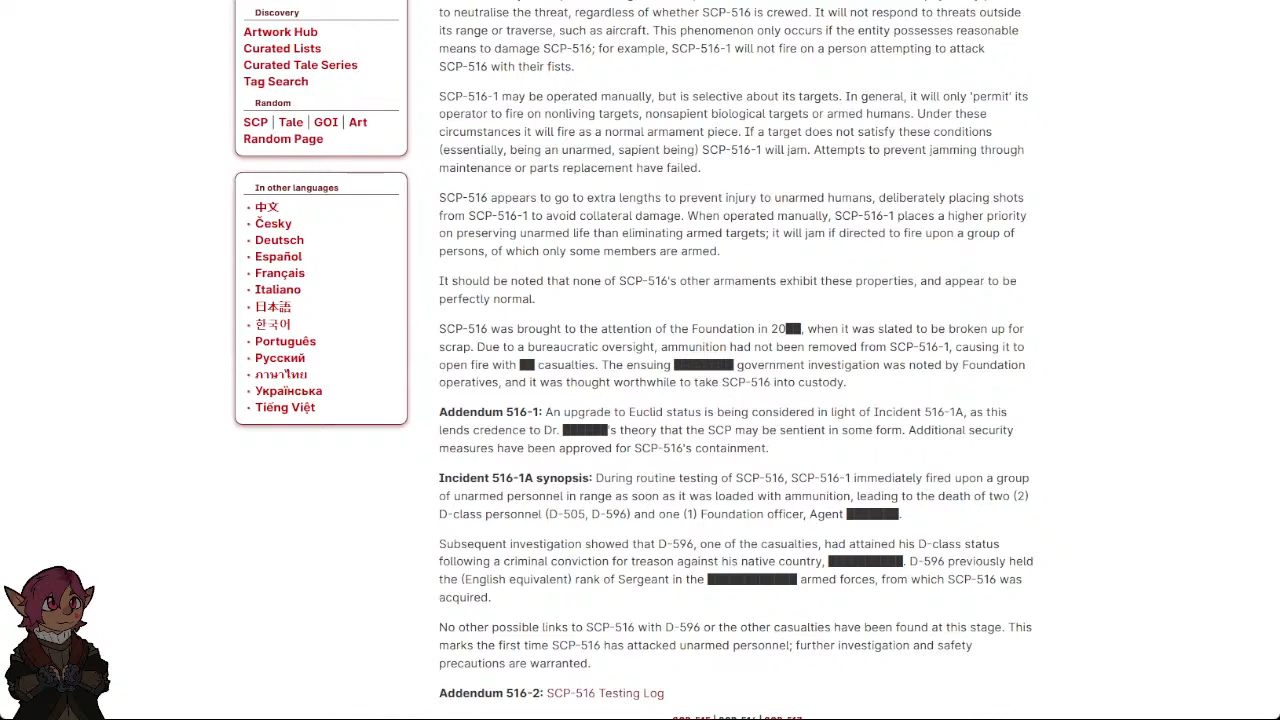 Discovery
Artwork Hub
Curated Lists
Curated Tale Series
Tag Search
Random
SCP | Tale | GOI | Art
Random Page
In other languages
中文
Česky
Deutsch
Español
Français
Italiano
日本語
한국어
Português
Русский
ภาษาไทย
Українська
Tiếng Việt
to neutralise the threat, regardless of whether SCP-516 is crewed. It will not respond to threats outside
its range or traverse, such as aircraft. This phenomenon only occurs if the entity possesses reasonable
means to damage SCP-516; for example, SCP-516-1 will not fire on a person attempting to attack
SCP-516 with their fists.
SCP-516-1 may be operated manually, but is selective about its targets. In general, it will only 'permit' its
operator to fire on nonliving targets, nonsapient biological targets or armed humans. Under these
circumstances it will fire as a normal armament piece. If a target does not satisfy these conditions
(essentially, being an unarmed, sapient being) SCP-516-1 will jam. Attempts to prevent jamming through
maintenance or parts replacement have failed.
SCP-516 appears to go to extra lengths to prevent injury to unarmed humans, deliberately placing shots
from SCP-516-1 to avoid collateral damage. When operated manually, SCP-516-1 places a higher priority
on preserving unarmed life than eliminating armed targets; it will jam if directed to fire upon a group of
persons, of which only some members are armed.
It should be noted that none of SCP-516's other armaments exhibit these properties, and appear to be
perfectly normal.
SCP-516 was brought to the attention of the Foundation in 20██, when it was slated to be broken up for
scrap. Due to a bureaucratic oversight, ammunition had not been removed from SCP-516-1, causing it to
open fire with ██ casualties. The ensuing ████████ government investigation was noted by Foundation
operatives, and it was thought worthwhile to take SCP-516 into custody.
Addendum 516-1: An upgrade to Euclid status is being considered in light of Incident 516-1A, as this
lends credence to Dr. ██████'s theory that the SCP may be sentient in some form. Additional security
measures have been approved for SCP-516's containment.
Incident 516-1A synopsis: During routine testing of SCP-516, SCP-516-1 immediately fired upon a group
of unarmed personnel in range as soon as it was loaded with ammunition, leading to the death of two (2)
D-class personnel (D-505, D-596) and one (1) Foundation officer, Agent ███████.
Subsequent investigation showed that D-596, one of the casualties, had attained his D-class status
following a criminal conviction for treason against his native country, ██████████. D-596 previously held
the (English equivalent) rank of Sergeant in the ████████████ armed forces, from which SCP-516 was
acquired.
No other possible links to SCP-516 with D-596 or the other casualties have been found at this stage. This
marks the first time SCP-516 has attacked unarmed personnel; further investigation and safety
precautions are warranted.
Addendum 516-2: SCP-516 Testing Log